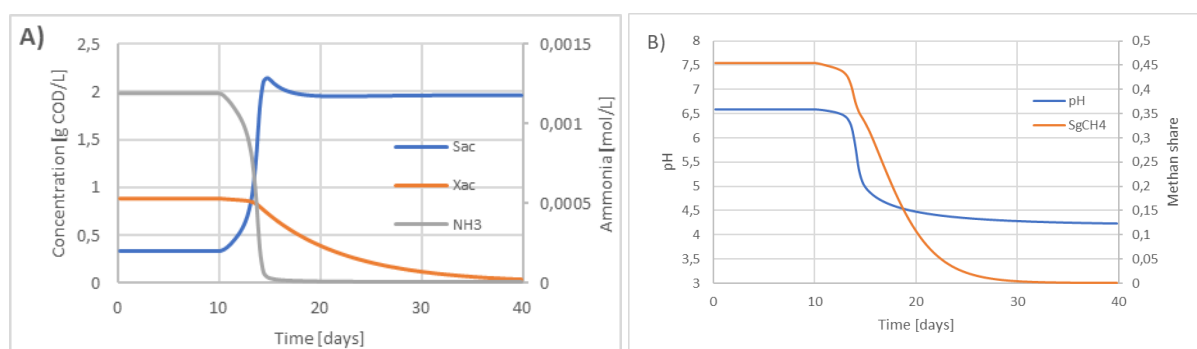 A)
Concentration [g COD/L]
2,5
2
1,5
1
0,5
0
0,0015
0,001
0,0005
0
Ammonia [mol/L]
Sac
Xac
NH3
0 10 20 30 40
Time [days]
B)
pH
8
7,5
7
6,5
6
5,5
5
4,5
4
3,5
3
0,5
0,45
0,4
0,35
0,3
0,25
0,2
0,15
0,1
0,05
0
Methan share
pH
SgCH4
0 10 20 30 40
Time [days]